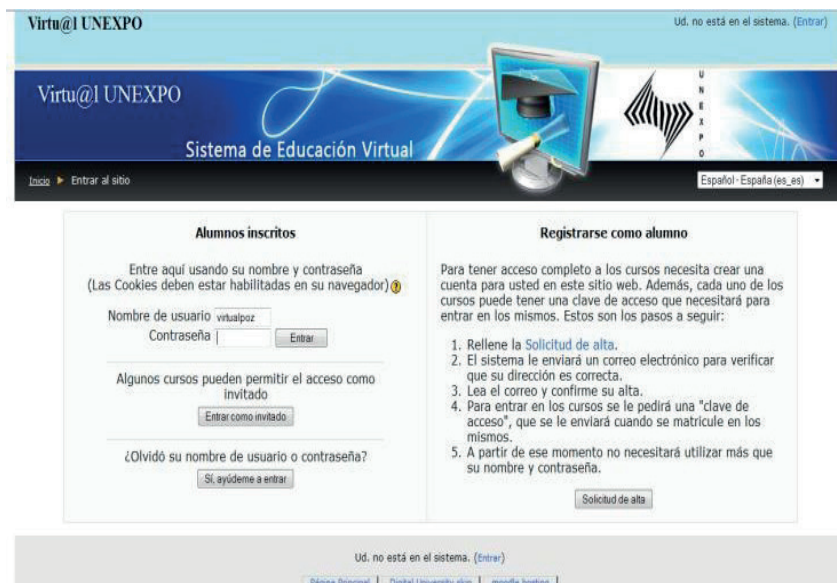 Virtu@l UNEXPO
Ud. no está en el sistema. (Entrar)
Virtu@l UNEXPO
Sistema de Educación Virtual
UNEXPO
Inicio ► Entrar al sitio
Español - España (es_es)
Alumnos inscritos
Entre aquí usando su nombre y contraseña
(Las Cookies deben estar habilitadas en su navegador) ?
Nombre de usuario virtualpoz
Contraseña Entrar
Algunos cursos pueden permitir el acceso como
invitado
Entrar como invitado
¿Olvidó su nombre de usuario o contraseña?
Sí, ayúdeme a entrar
Registrarse como alumno
Para tener acceso completo a los cursos necesita crear una
cuenta para usted en este sitio web. Además, cada uno de los
cursos puede tener una clave de acceso que necesitará para
entrar en los mismos. Estos son los pasos a seguir:
1. Rellene la Solicitud de alta.
2. El sistema le enviará un correo electrónico para verificar
que su dirección es correcta.
3. Lea el correo y confirme su alta.
4. Para entrar en los cursos se le pedirá una "clave de
acceso", que se le enviará cuando se matricule en los
mismos.
5. A partir de ese momento no necesitará utilizar más que
su nombre y contraseña.
Solicitud de alta
Ud. no está en el sistema. (Entrar)
Página Principal | Digital University skin | moodle hosting